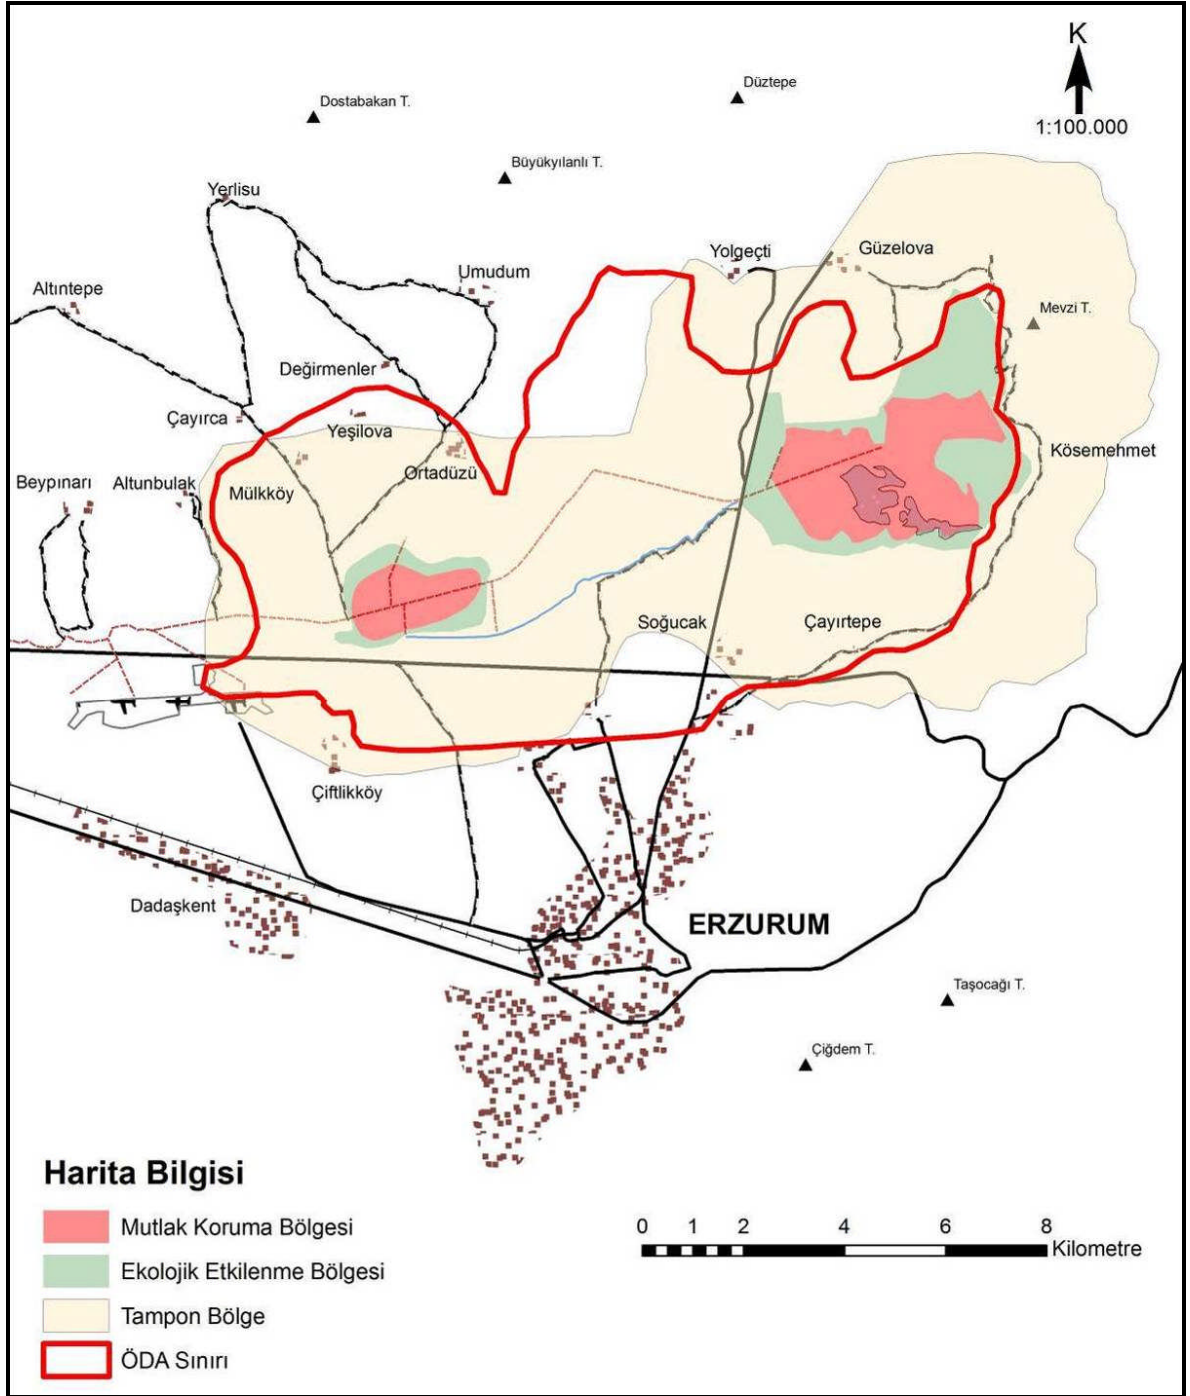 K
1:100.000
Düztepe
Dostabakan T.
Büyükyılanlı T.
Yerlisu
Yolgeçti
Güzelova
Umudum
Altıntepe
Mevzi T.
Değirmenler
Çayırca
Yeşilova
Ortadüzü
Kösemehmet
Beypınarı
Altunbulak
Mülkköy
Soğucak
Çayırtepe
Çiftlikköy
Dadaşkent
ERZURUM
Taşocağı T.
Çiğdem T.
Harita Bilgisi
Mutlak Koruma Bölgesi
Ekolojik Etkilenme Bölgesi
Tampon Bölge
ÖDA Sınırı
0 1 2 4 6 8
Kilometre